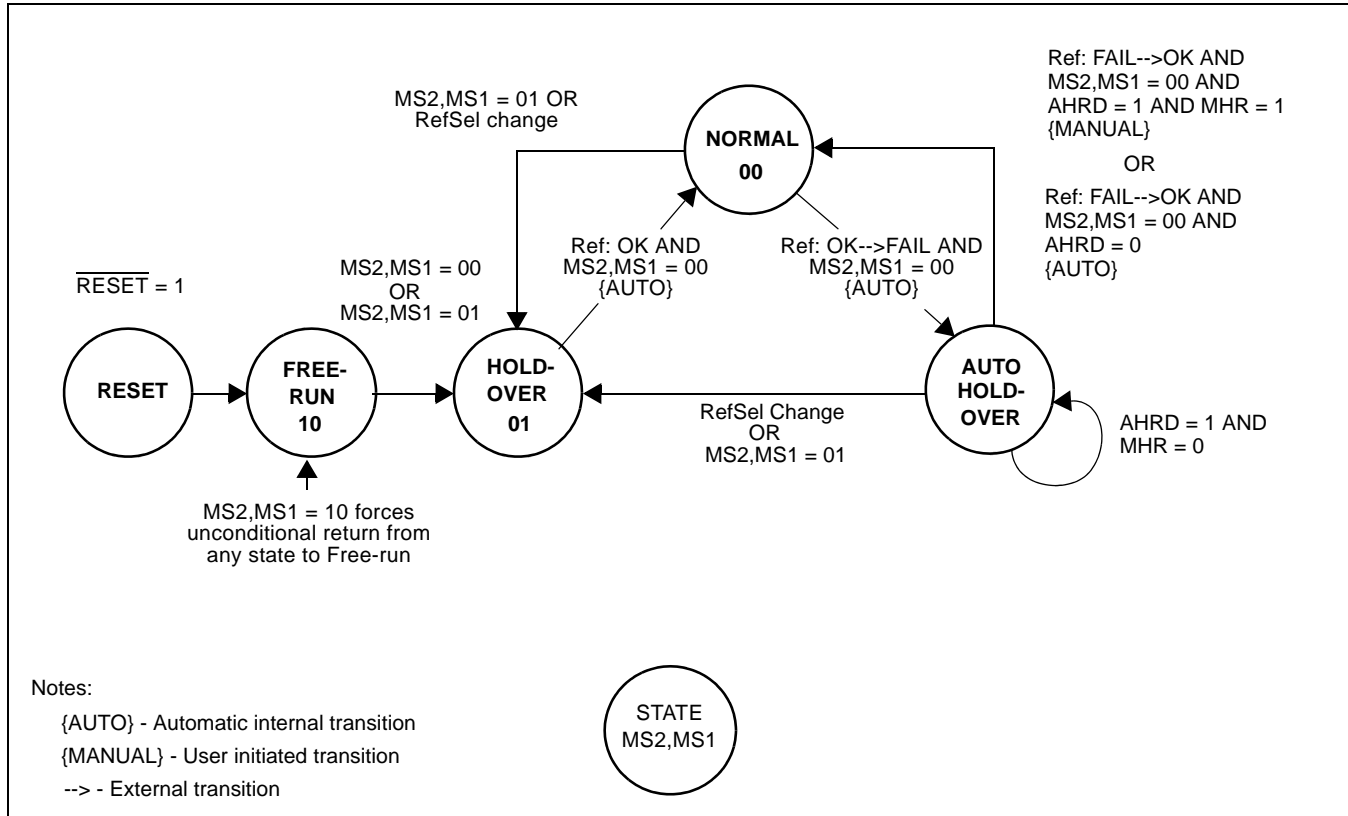 MS2,MS1 = 01 OR
RefSel change
NORMAL
00
Ref: FAIL-->OK AND
MS2,MS1 = 00 AND
AHRD = 1 AND MHR = 1
{MANUAL}
OR
Ref: FAIL-->OK AND
MS2,MS1 = 00 AND
AHRD = 0
{AUTO}
RESET = 1
MS2,MS1 = 00
OR
MS2,MS1 = 01
Ref: OK AND
MS2,MS1 = 00
{AUTO}
Ref: OK-->FAIL AND
MS2,MS1 = 00
{AUTO}
RESET
FREE-
RUN
10
HOLD-
OVER
01
AUTO
HOLD-
OVER
RefSel Change
OR
MS2,MS1 = 01
AHRD = 1 AND
MHR = 0
MS2,MS1 = 10 forces
unconditional return from
any state to Free-run
Notes:
{AUTO} - Automatic internal transition
{MANUAL} - User initiated transition
--> - External transition
STATE
MS2,MS1